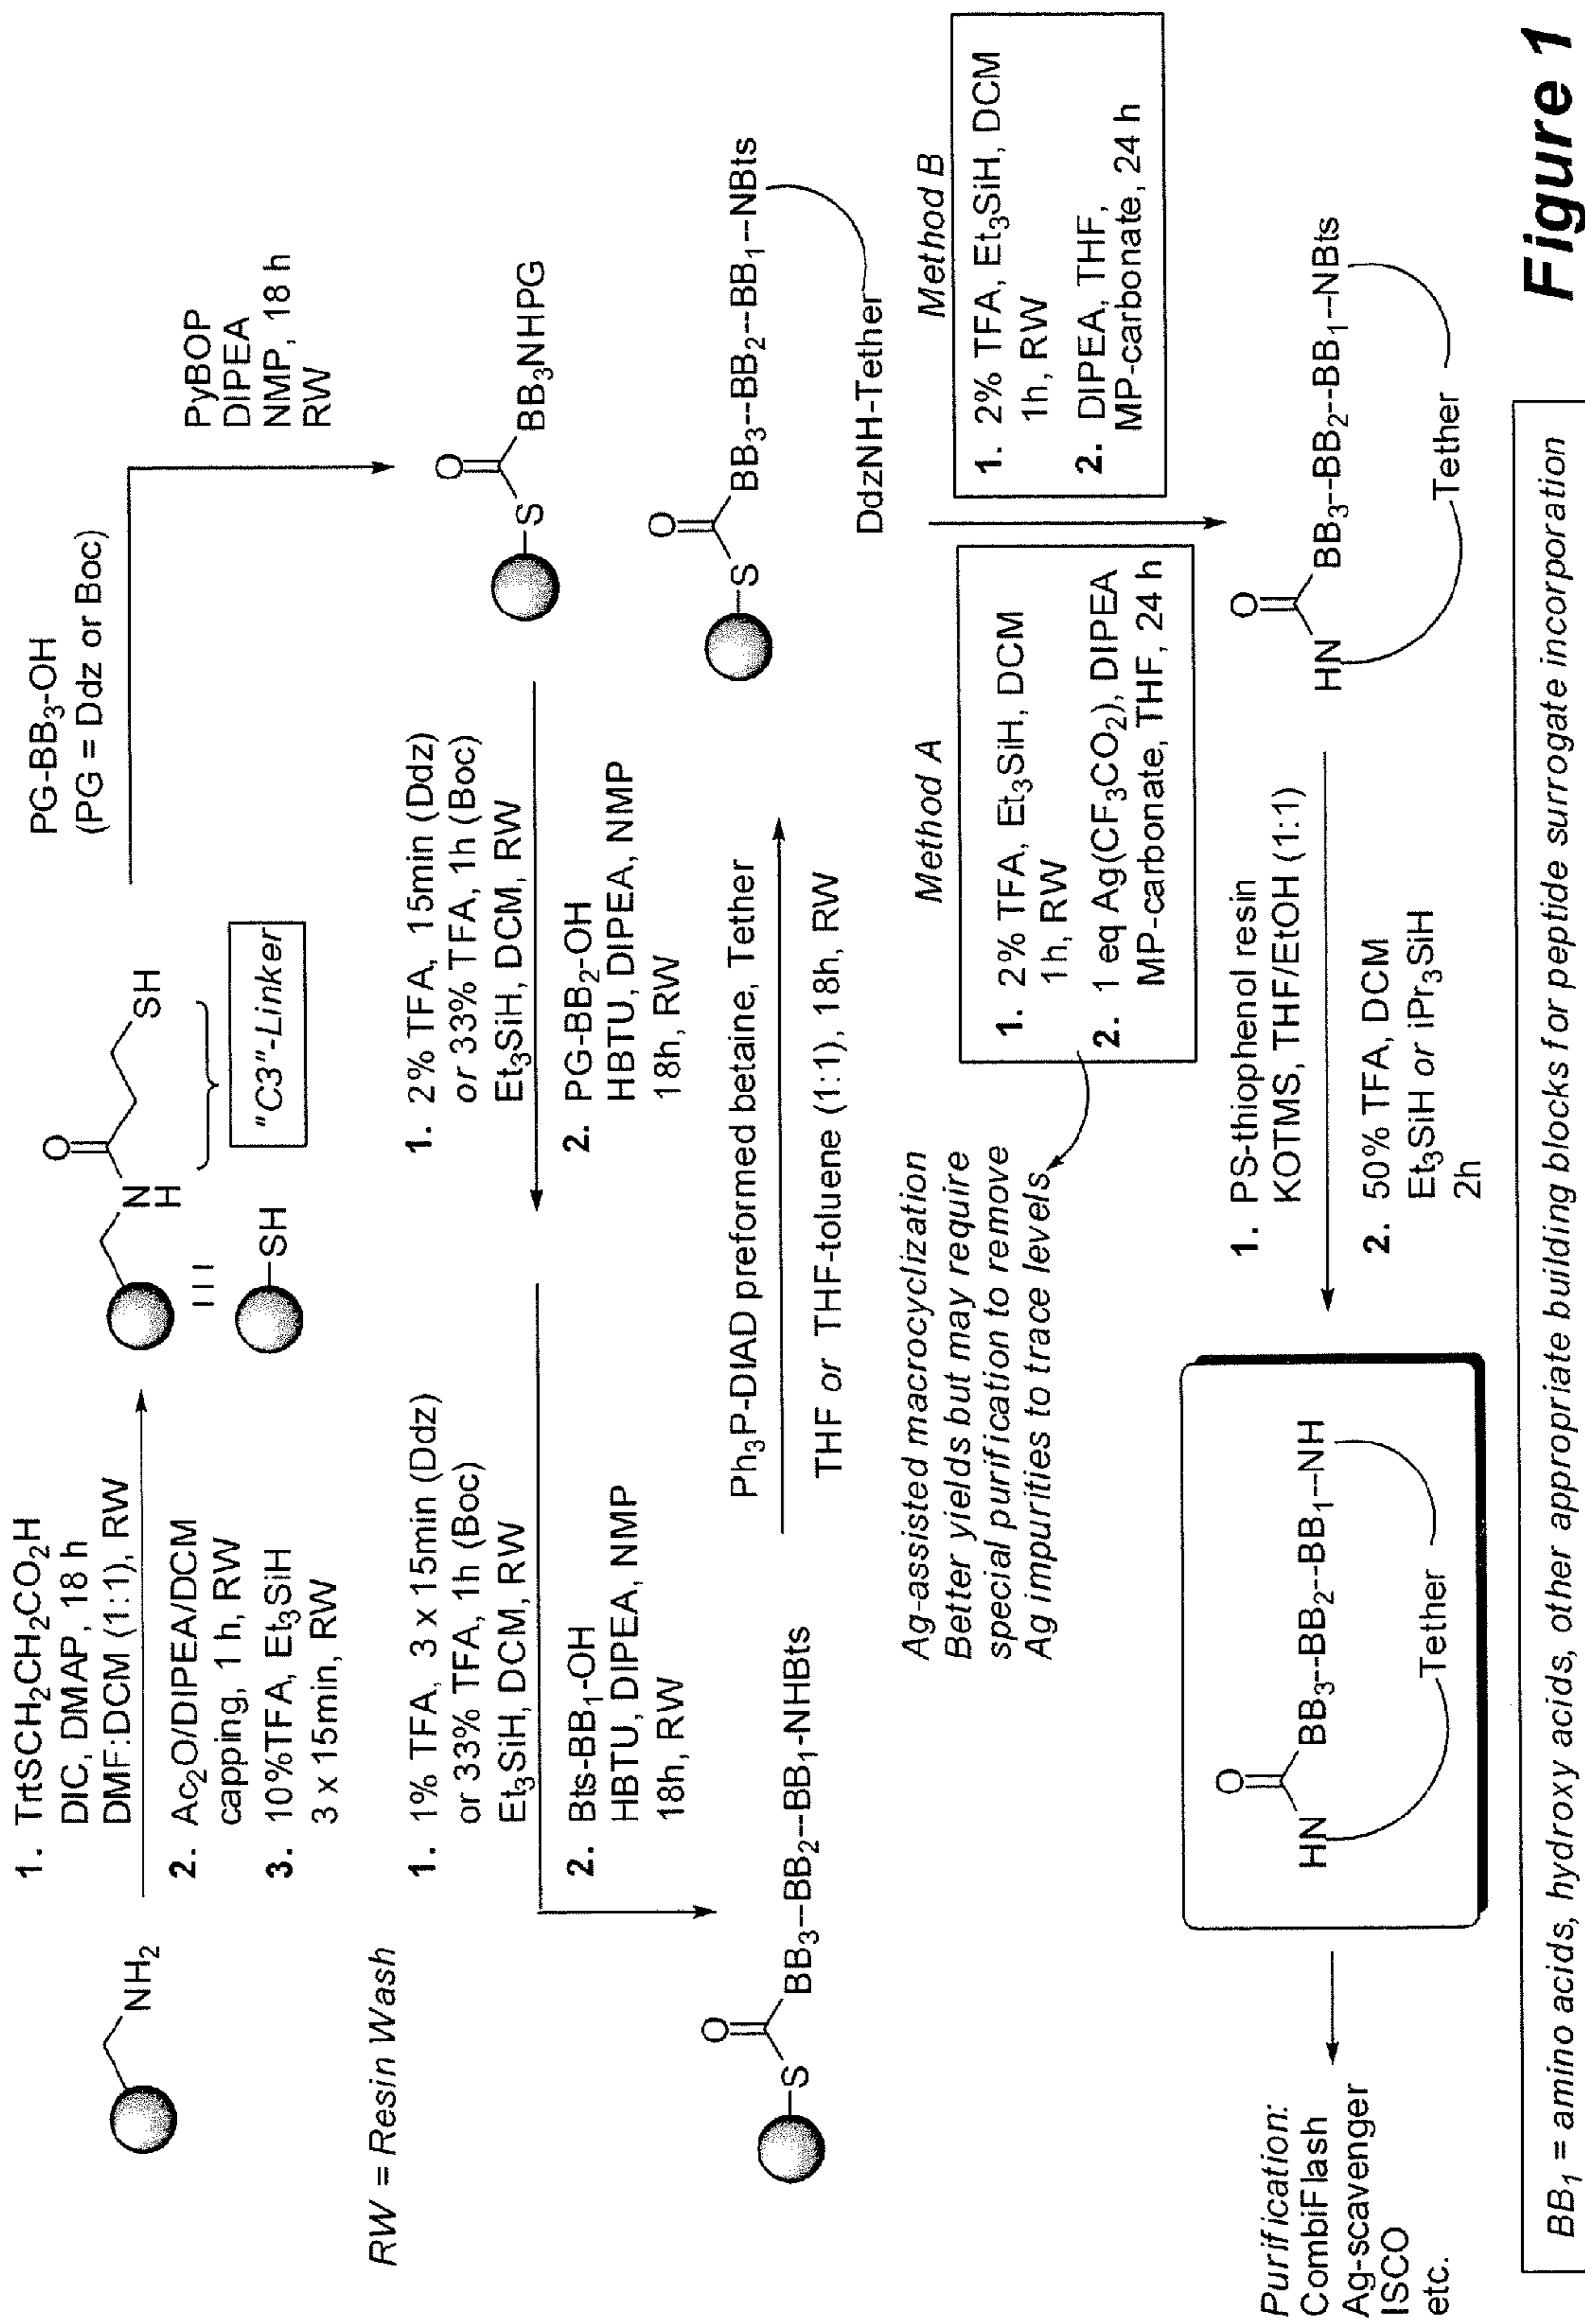 1. TrtSCH2CH2CO2H
DIC, DMAP, 18 h
DMF:DCM (1:1), RW
2. Ac2O/DIPEA/DCM
capping, 1 h, RW
3. 10%TFA, Et3SiH
3 x 15min, RW
NH2
O
N
H
SH
"C3"-Linker
SH
PG-BB3-OH
(PG = Ddz or Boc)
PyBOP
DIPEA
NMP, 18 h
RW
RW = Resin Wash
O
S
BB3NHPG
1. 2% TFA, 15min (Ddz)
or 33% TFA, 1h (Boc)
Et3SiH, DCM, RW
2. PG-BB2-OH
HBTU, DIPEA, NMP
18h, RW
1. 1% TFA, 3 x 15min (Ddz)
or 33% TFA, 1h (Boc)
Et3SiH, DCM, RW
2. Bts-BB1-OH
HBTU, DIPEA, NMP
18h, RW
O
S
BB3--BB2--BB1-NHBts
Ph3P-DIAD preformed betaine, Tether
THF or THF-toluene (1:1), 18h, RW
O
S
BB3--BB2--BB1--NBts
DdzNH-Tether
Ag-assisted macrocyclization
Better yields but may require
special purification to remove
Ag impurities to trace levels
Method A
1. 2% TFA, Et3SiH, DCM
1h, RW
2. 1 eq Ag(CF3CO2), DIPEA
MP-carbonate, THF, 24 h
Method B
1. 2% TFA, Et3SiH, DCM
1h, RW
2. DIPEA, THF,
MP-carbonate, 24 h
O
HN
BB3--BB2--BB1--NBts
Tether
1. PS-thiophenol resin
KOTMS, THF/EtOH (1:1)
2. 50% TFA, DCM
Et3SiH or iPr3SiH
2h
O
HN
BB3--BB2--BB1--NH
Tether
Purification:
CombiFlash
Ag-scavenger
ISCO
etc.
BB1 = amino acids, hydroxy acids, other appropriate building blocks for peptide surrogate incorporation
Figure 1